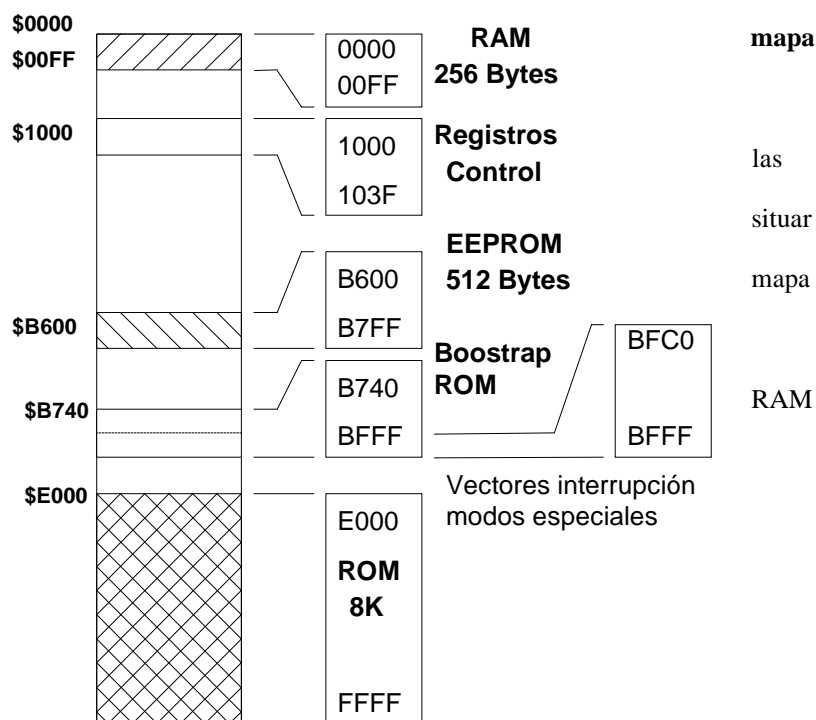 $0000
$00FF
$1000
$B600
$B740
$E000
0000
00FF
RAM
256 Bytes
1000
103F
Registros
Control
B600
B7FF
EEPROM
512 Bytes
B740
BFFF
Boostrap
ROM
BFC0
BFFF
Vectores interrupción
modos especiales
E000
ROM
8K
FFFF
mapa
las
situar
mapa
RAM